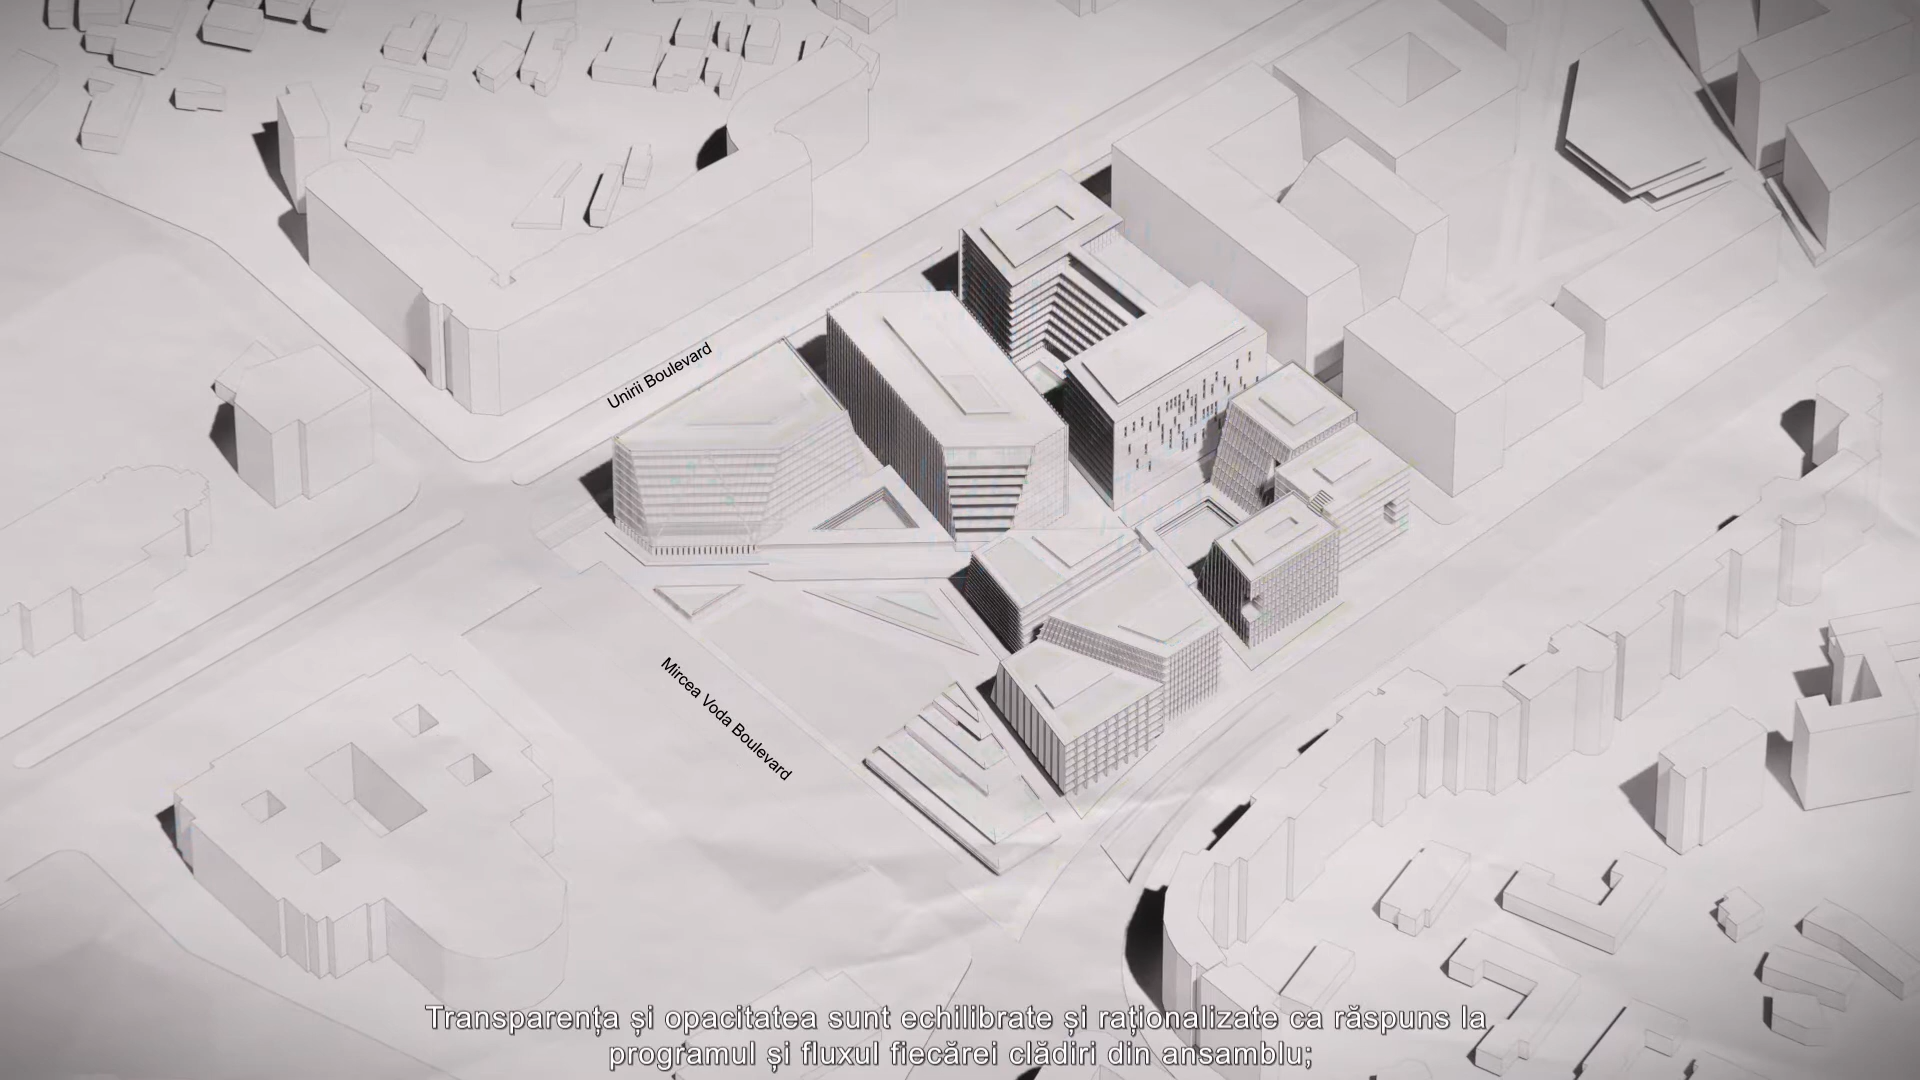 Unirii Boulevard
Mircea Voda Boulevard
Transparența și opacitatea sunt echilibrate și raționalizate ca răspuns la
programul și fluxul fiecărei clădiri din ansamblu;